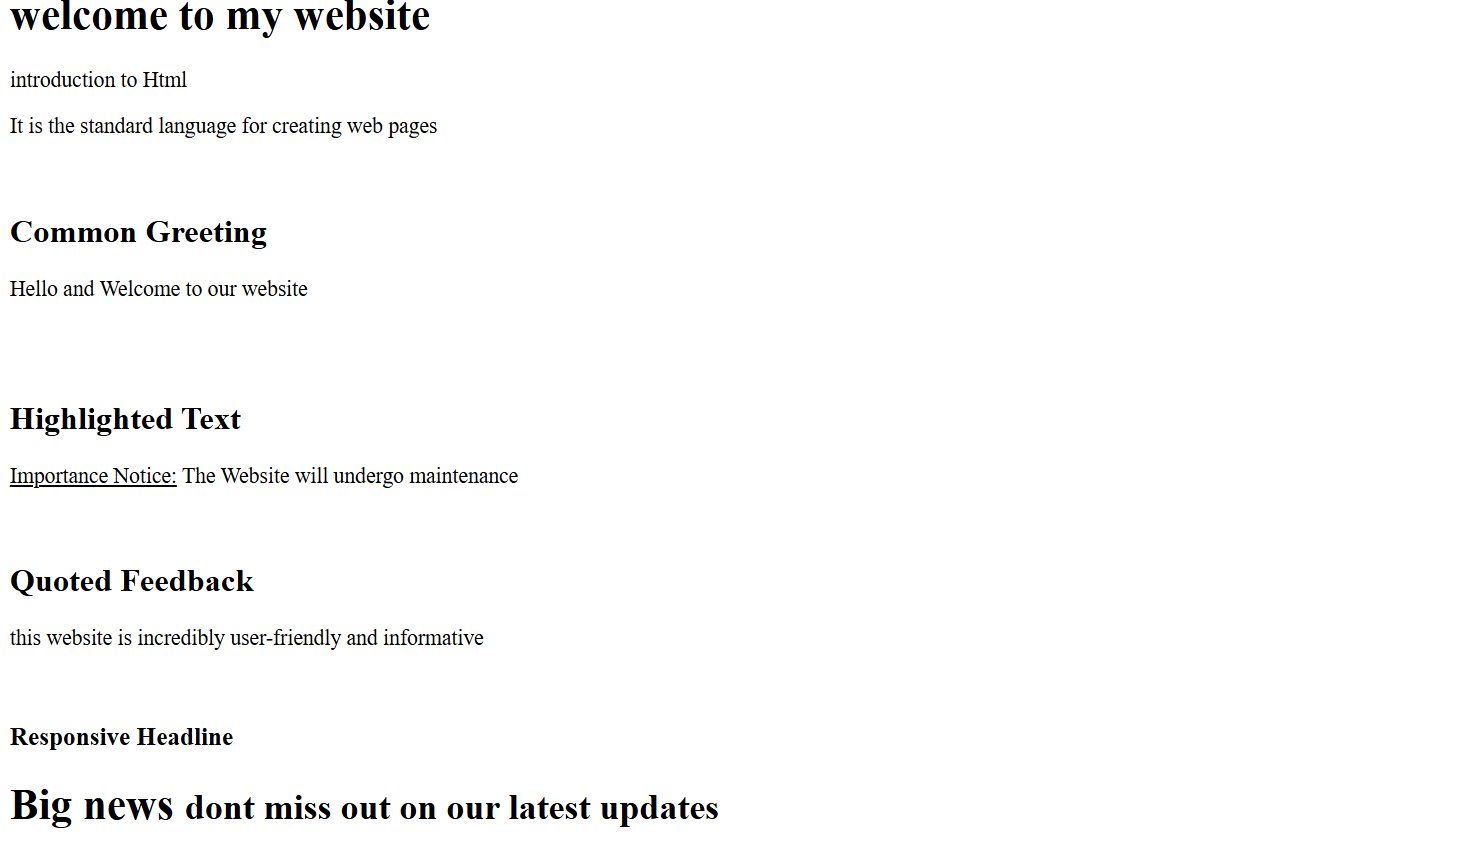 welcome to my website
introduction to Html
It is the standard language for creating web pages
Common Greeting
Hello and Welcome to our website
Highlighted Text
Importance Notice: The Website will undergo maintenance
Quoted Feedback
this website is incredibly user-friendly and informative
Responsive Headline
Big news dont miss out on our latest updates